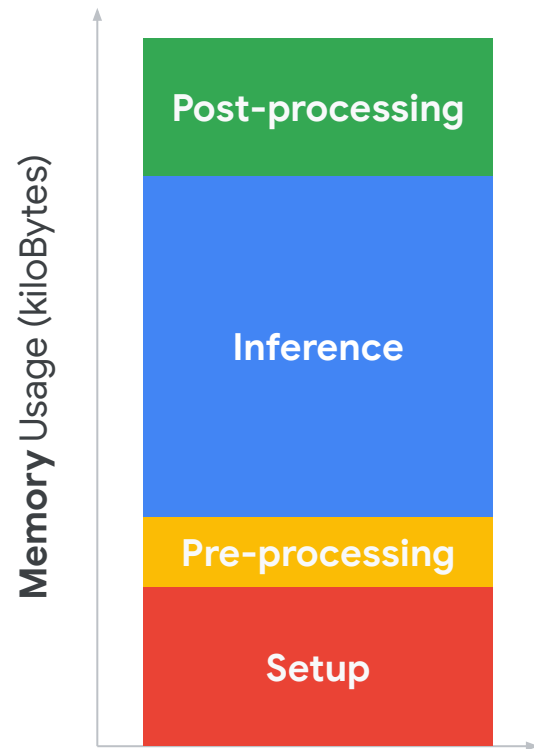 Memory Usage (kiloBytes)
Post-processing
Inference
Pre-processing
Setup